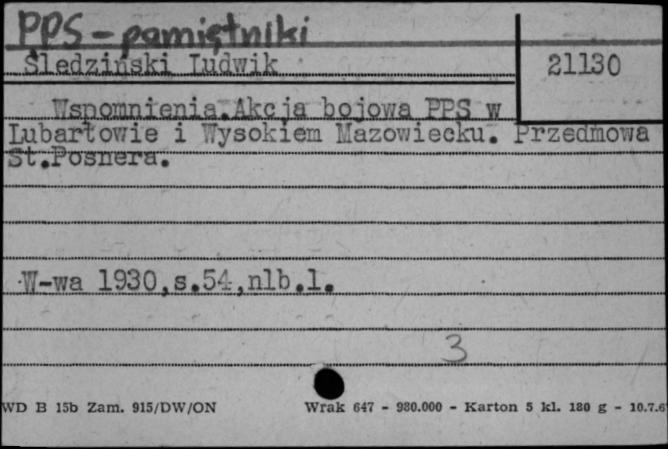 PPS - pamiętniki
Śledziński Ludwik
21130
Wspomnienia.Akcja bojowa PPS w
Lubartowie i Wysokiem Mazowiecku. Przedmowa
St.Posnera.
W-wa 1930,s.54,nlb.1.
3
WD B 15b Zam. 915/DW/ON
Wrak 647 - 980.000 - Karton 5 kl. 180 g - 10.7.6